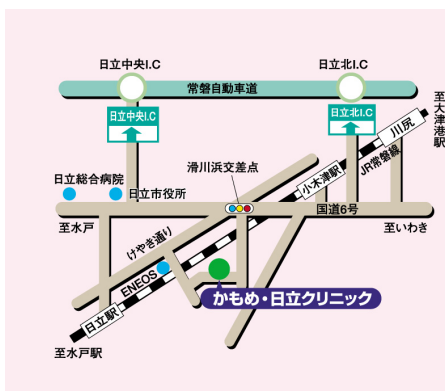 日立中央I.C
日立北I.C
常磐自動車道
日立中央I.C
日立北I.C
至大津港駅
川尻
JR常磐線
小木津駅
滑川浜交差点
日立総合病院
日立市役所
国道6号
至水戸
至いわき
けやき通り
ENEOS
かもめ・日立クリニック
日立駅
至水戸駅